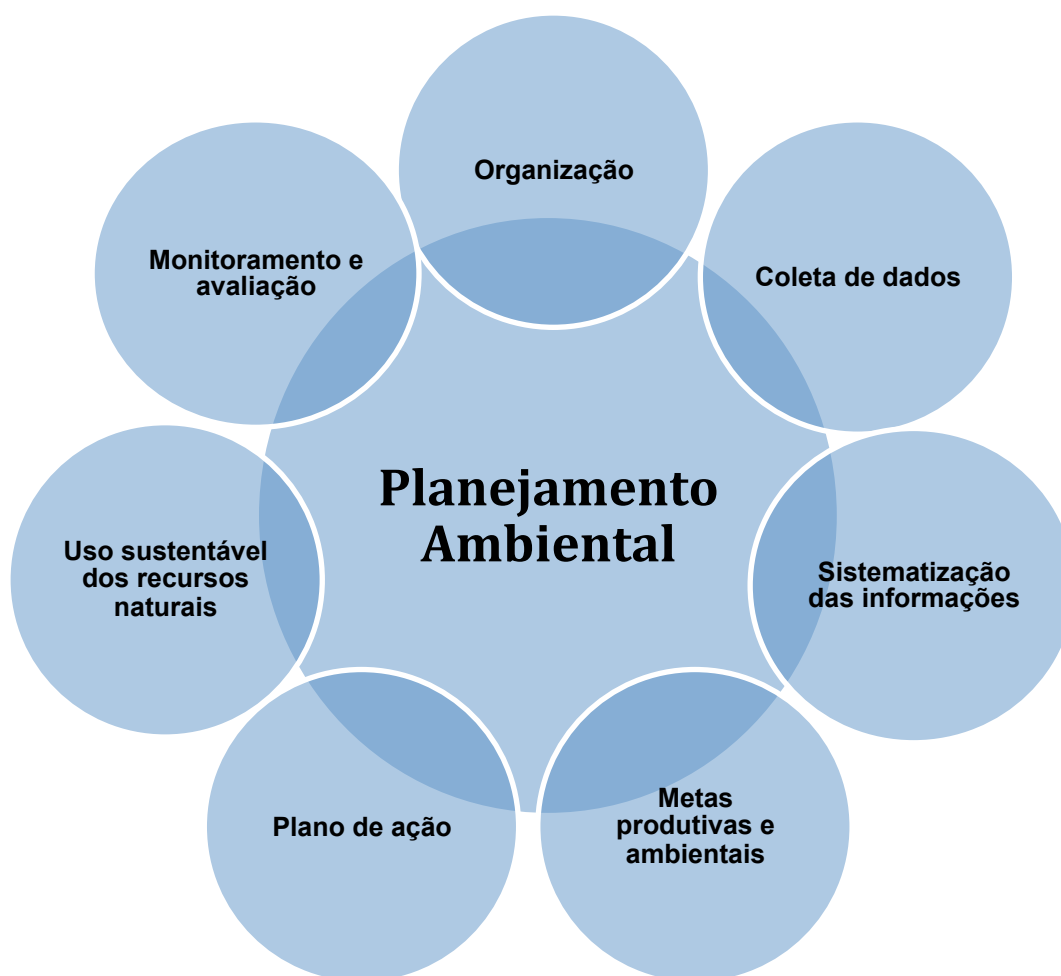 Organização
Monitoramento e
avaliação
Coleta de dados
Planejamento
Ambiental
Uso sustentável
dos recursos
naturais
Sistematização
das informações
Plano de ação
Metas
produtivas e
ambientais